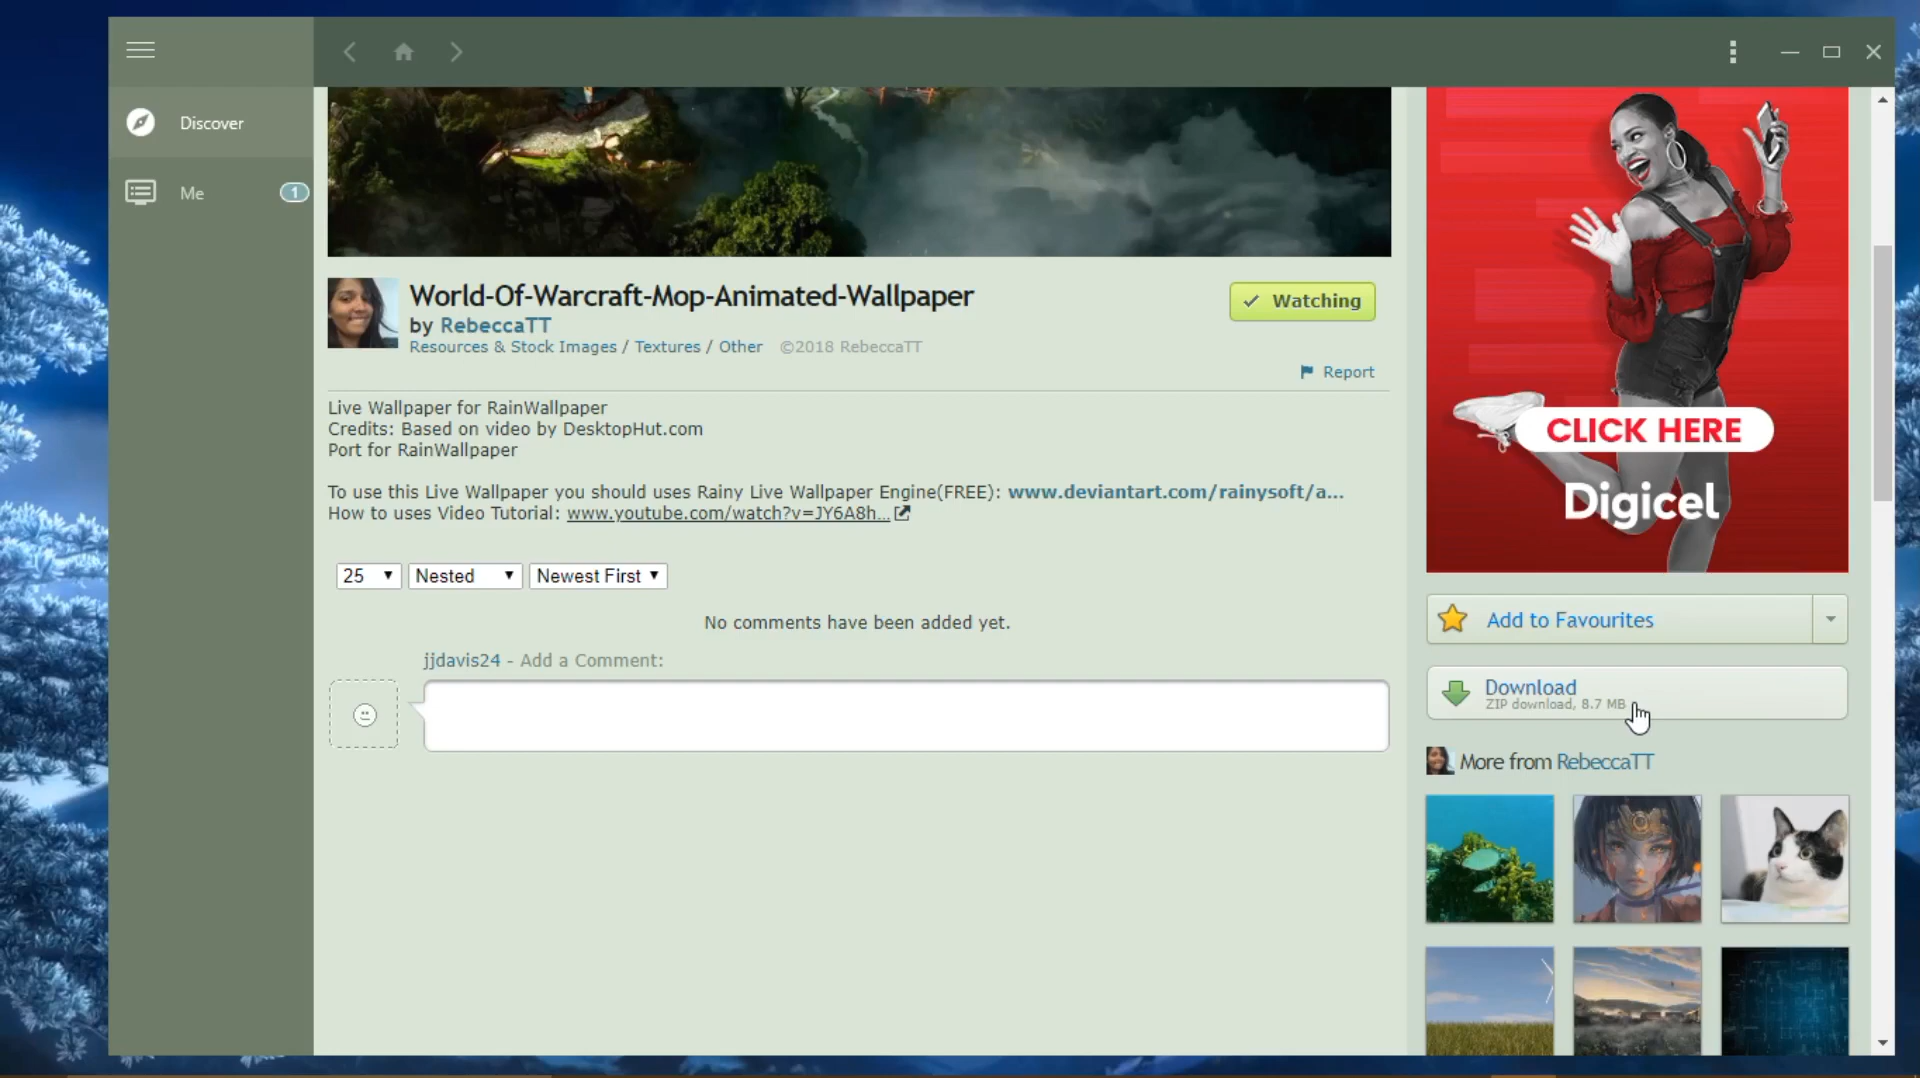 Discover
Me
1
World-Of-Warcraft-Mop-Animated-Wallpaper
by RebeccaTT
Resources & Stock Images / Textures / Other ©2018 RebeccaTT
Watching
Report
Live Wallpaper for RainWallpaper
Credits: Based on video by DesktopHut.com
Port for RainWallpaper
To use this Live Wallpaper you should uses Rainy Live Wallpaper Engine(FREE): www.deviantart.com/rainysoft/a...
How to uses Video Tutorial: www.youtube.com/watch?v=JY6A8h...
25 Nested Newest First
No comments have been added yet.
jjdavis24 - Add a Comment:
CLICK HERE
Digicel
Add to Favourites
Download
ZIP download, 8.7 MB
More from RebeccaTT